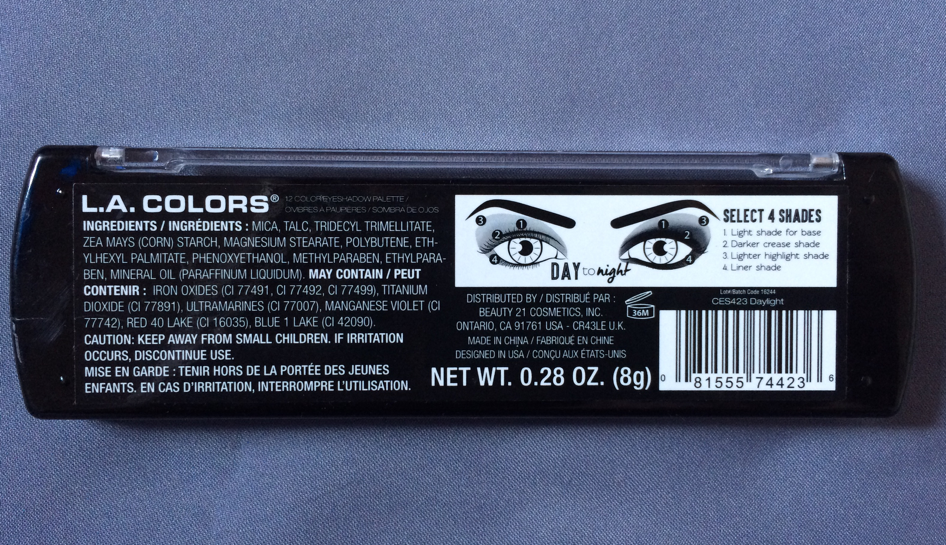 L.A. COLORS®
12 COLOR EYESHADOW PALETTE /
OMBRES À PAUPIERES / SOMBRA DE OJOS
INGREDIENTS / INGRÉDIENTS : MICA, TALC, TRIDECYL TRIMELLITATE,
ZEA MAYS (CORN) STARCH, MAGNESIUM STEARATE, POLYBUTENE, ETH-
YLHEXYL PALMITATE, PHENOXYETHANOL, METHYLPARABEN, ETHYLPARA-
BEN, MINERAL OIL (PARAFFINUM LIQUIDUM). MAY CONTAIN / PEUT
CONTENIR : IRON OXIDES (CI 77491, CI 77492, CI 77499), TITANIUM
DIOXIDE (CI 77891), ULTRAMARINES (CI 77007), MANGANESE VIOLET (CI
77742), RED 40 LAKE (CI 16035), BLUE 1 LAKE (CI 42090).
CAUTION: KEEP AWAY FROM SMALL CHILDREN. IF IRRITATION
OCCURS, DISCONTINUE USE.
MISE EN GARDE : TENIR HORS DE LA PORTÉE DES JEUNES
ENFANTS. EN CAS D'IRRITATION, INTERROMPRE L'UTILISATION.
3 1 2 4
1 3 2 4
DAY to night
SELECT 4 SHADES
1. Light shade for base
2. Darker crease shade
3. Lighter highlight shade
4. Liner shade
DISTRIBUTED BY / DISTRIBUÉ PAR :
BEAUTY 21 COSMETICS, INC.
ONTARIO, CA 91761 USA - CR43LE U.K.
MADE IN CHINA / FABRIQUÉ EN CHINE
DESIGNED IN USA / CONÇU AUX ÉTATS-UNIS
36M
NET WT. 0.28 OZ. (8g)
Lot#/Batch Code 16244
CES423 Daylight
0 81555 74423 6